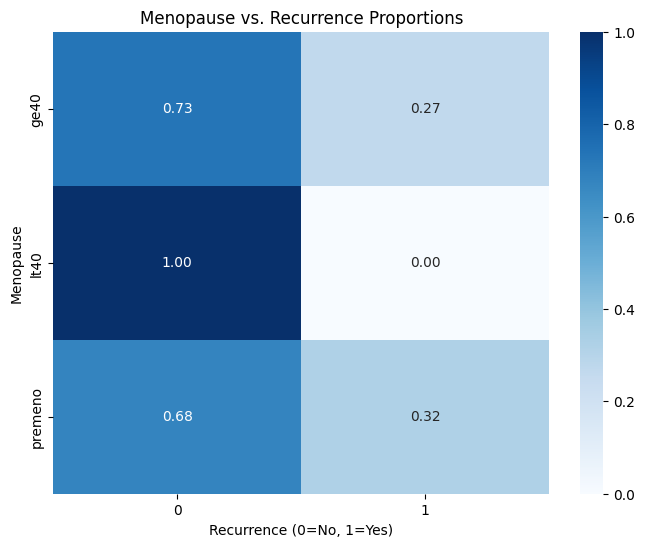 Menopause vs. Recurrence Proportions
Menopause
ge40
0.73 0.27
lt40
1.00 0.00
premeno
0.68 0.32
0 1
Recurrence (0=No, 1=Yes)
1.0
0.8
0.6
0.4
0.2
0.0